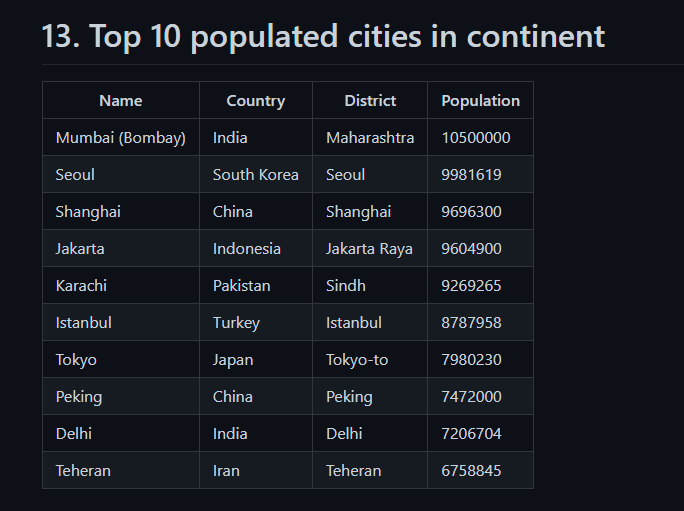 13. Top 10 populated cities in continent
Name Country District Population
Mumbai (Bombay) India Maharashtra 10500000
Seoul South Korea Seoul 9981619
Shanghai China Shanghai 9696300
Jakarta Indonesia Jakarta Raya 9604900
Karachi Pakistan Sindh 9269265
Istanbul Turkey Istanbul 8787958
Tokyo Japan Tokyo-to 7980230
Peking China Peking 7472000
Delhi India Delhi 7206704
Teheran Iran Teheran 6758845